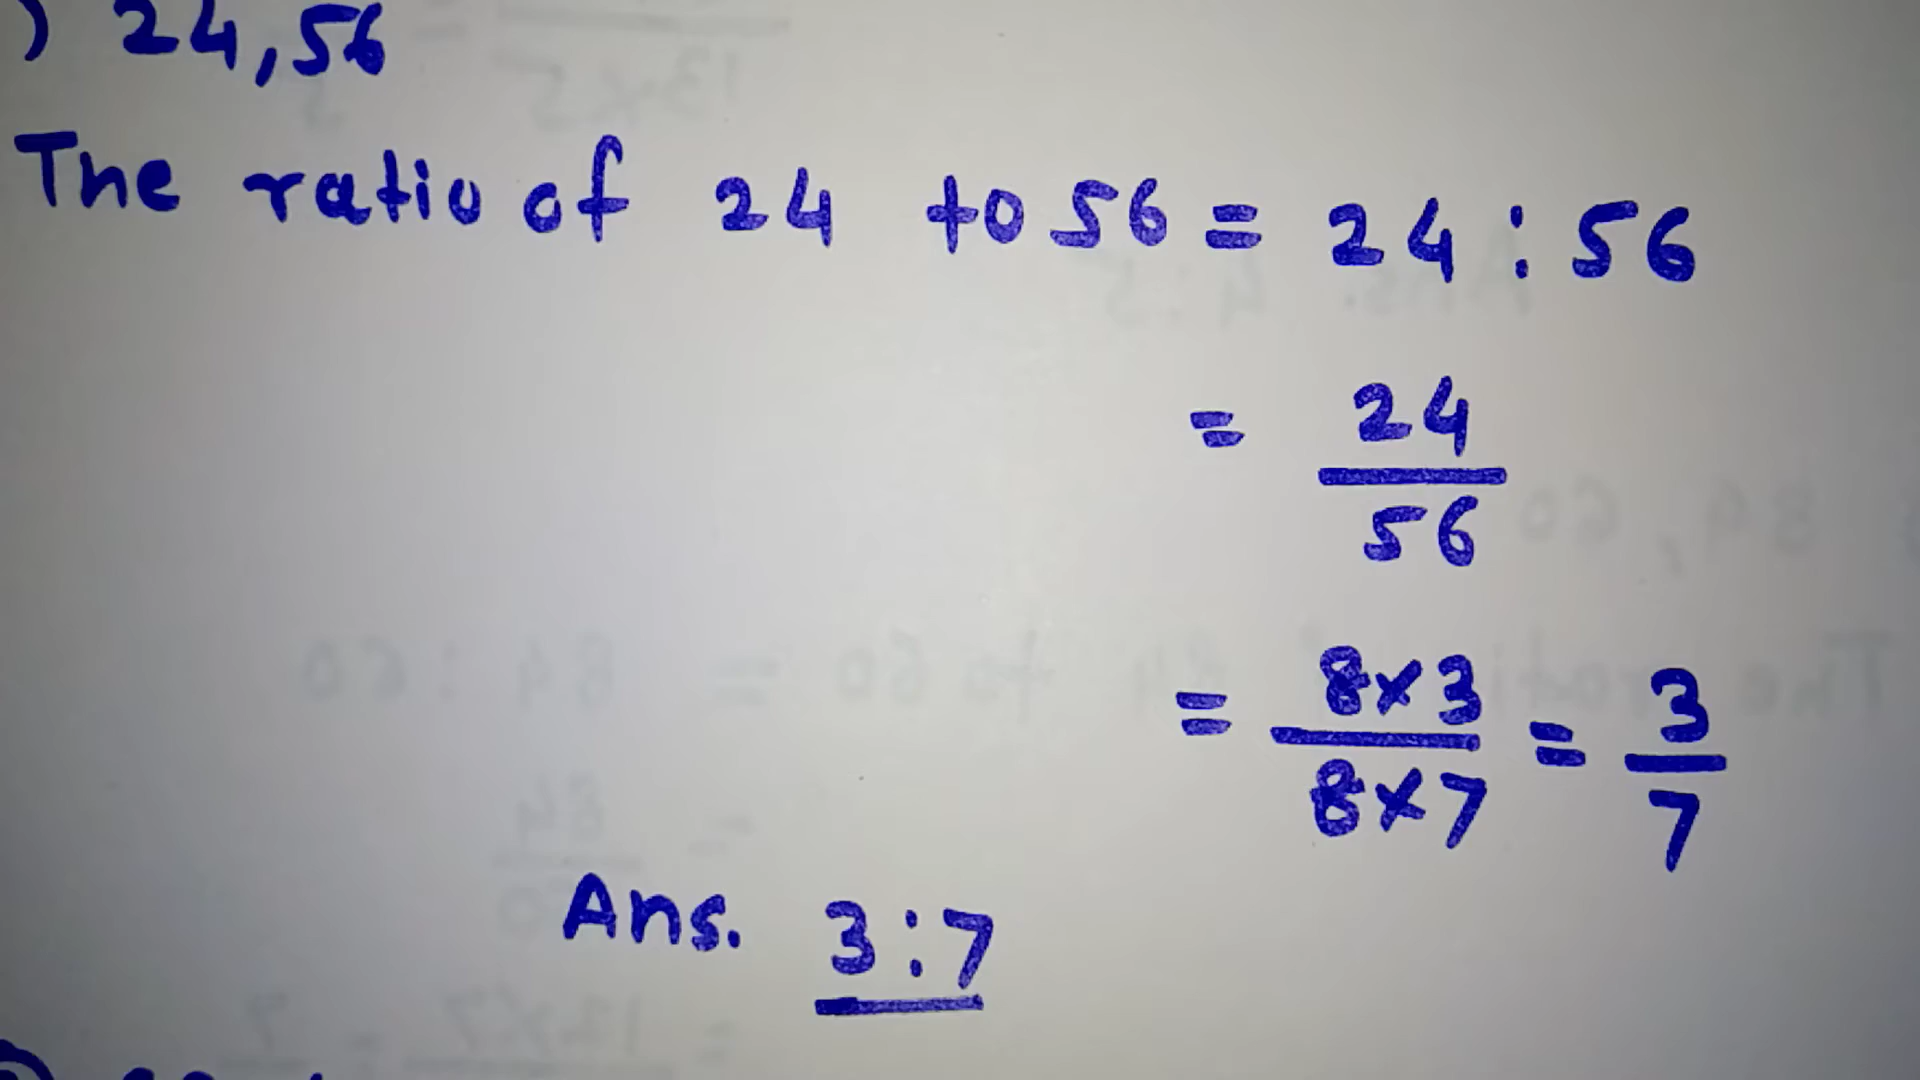 ) 24,56
The ratio of 24 to 56 = 24 : 56
= 24/56
= 8×3/8×7 = 3/7
Ans. 3:7